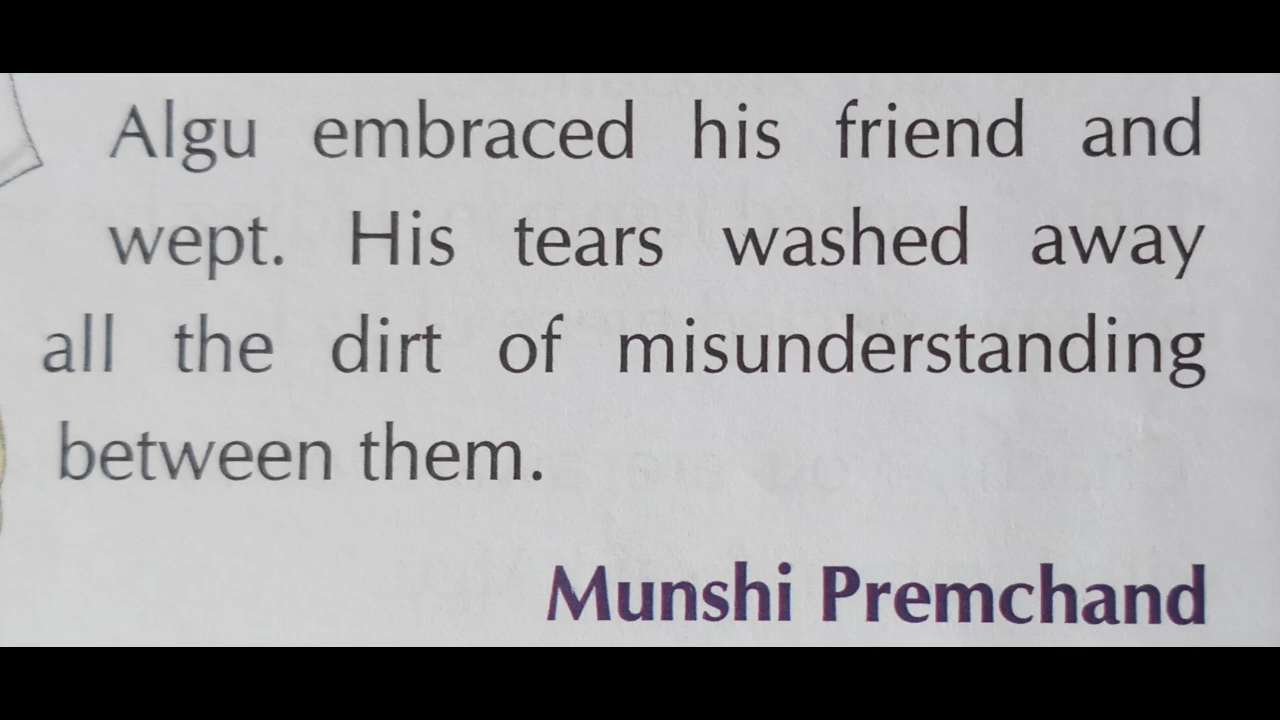 Algu embraced his friend and
wept. His tears washed away
all the dirt of misunderstanding
between them.
Munshi Premchand